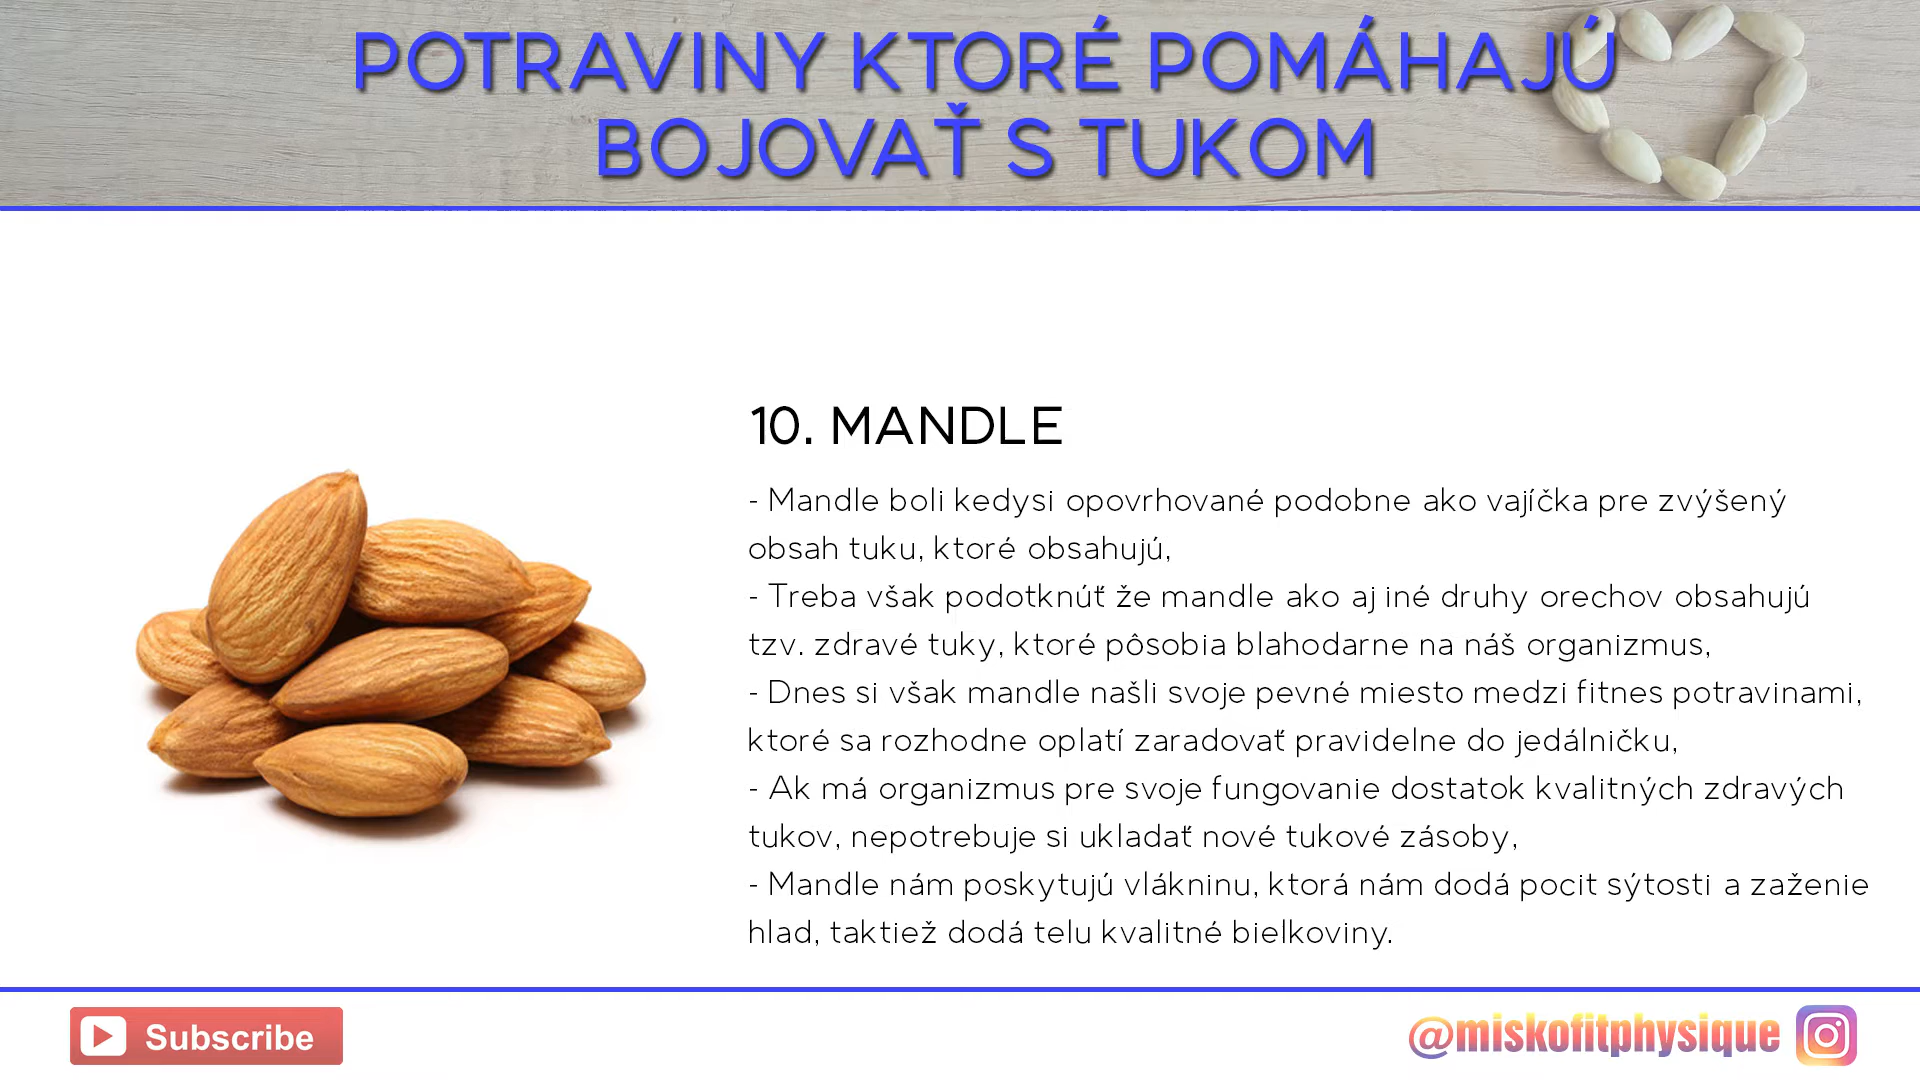 POTRAVINY KTORÉ POMÁHAJÚ
BOJOVAŤ S TUKOM
10. MANDLE
- Mandle boli kedysi opovrhované podobne ako vajíčka pre zvýšený
obsah tuku, ktoré obsahujú,
- Treba však podotknúť že mandle ako aj iné druhy orechov obsahujú
tzv. zdravé tuky, ktoré pôsobia blahodarne na náš organizmus,
- Dnes si však mandle našli svoje pevné miesto medzi fitnes potravinami,
ktoré sa rozhodne oplatí zaradovať pravidelne do jedálničku,
- Ak má organizmus pre svoje fungovanie dostatok kvalitných zdravých
tukov, nepotrebuje si ukladať nové tukové zásoby,
- Mandle nám poskytujú vlákninu, ktorá nám dodá pocit sýtosti a zaženie
hlad, taktiež dodá telu kvalitné bielkoviny.
Subscribe
@miskofitphysique